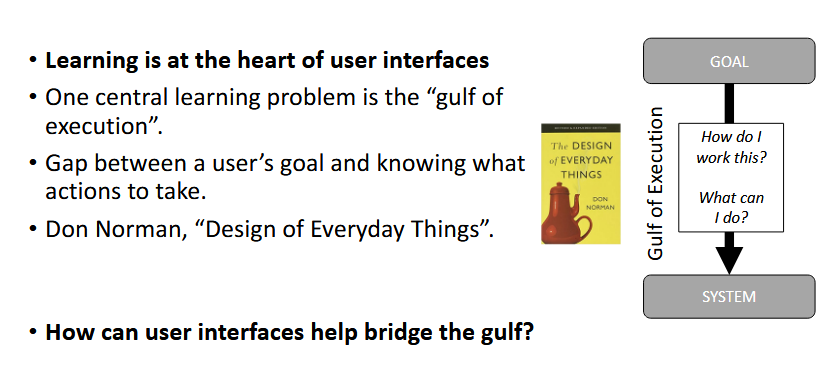 • Learning is at the heart of user interfaces
• One central learning problem is the “gulf of
execution”.
• Gap between a user’s goal and knowing what
actions to take.
• Don Norman, “Design of Everyday Things”.
• How can user interfaces help bridge the gulf?
The DESIGN
of EVERYDAY
THINGS
DON
NORMAN
GOAL
Gulf of Execution
How do I
work this?
What can
I do?
SYSTEM